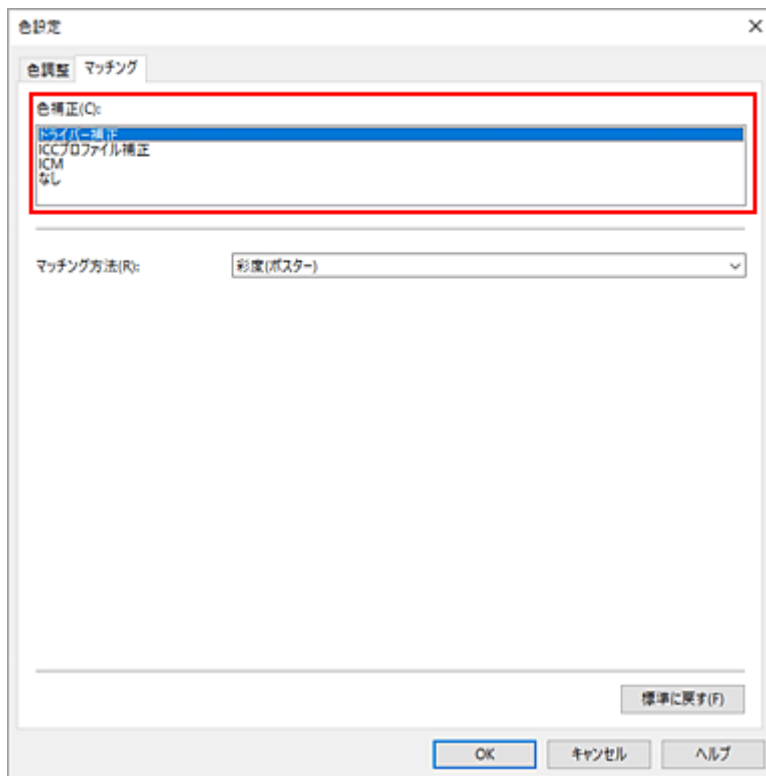 色設定
色調整 マッチング
色補正(C):
ドライバー補正
ICCプロファイル補正
ICM
なし
マッチング方法(R): 彩度(ポスター)
標準に戻す(F)
OK キャンセル ヘルプ